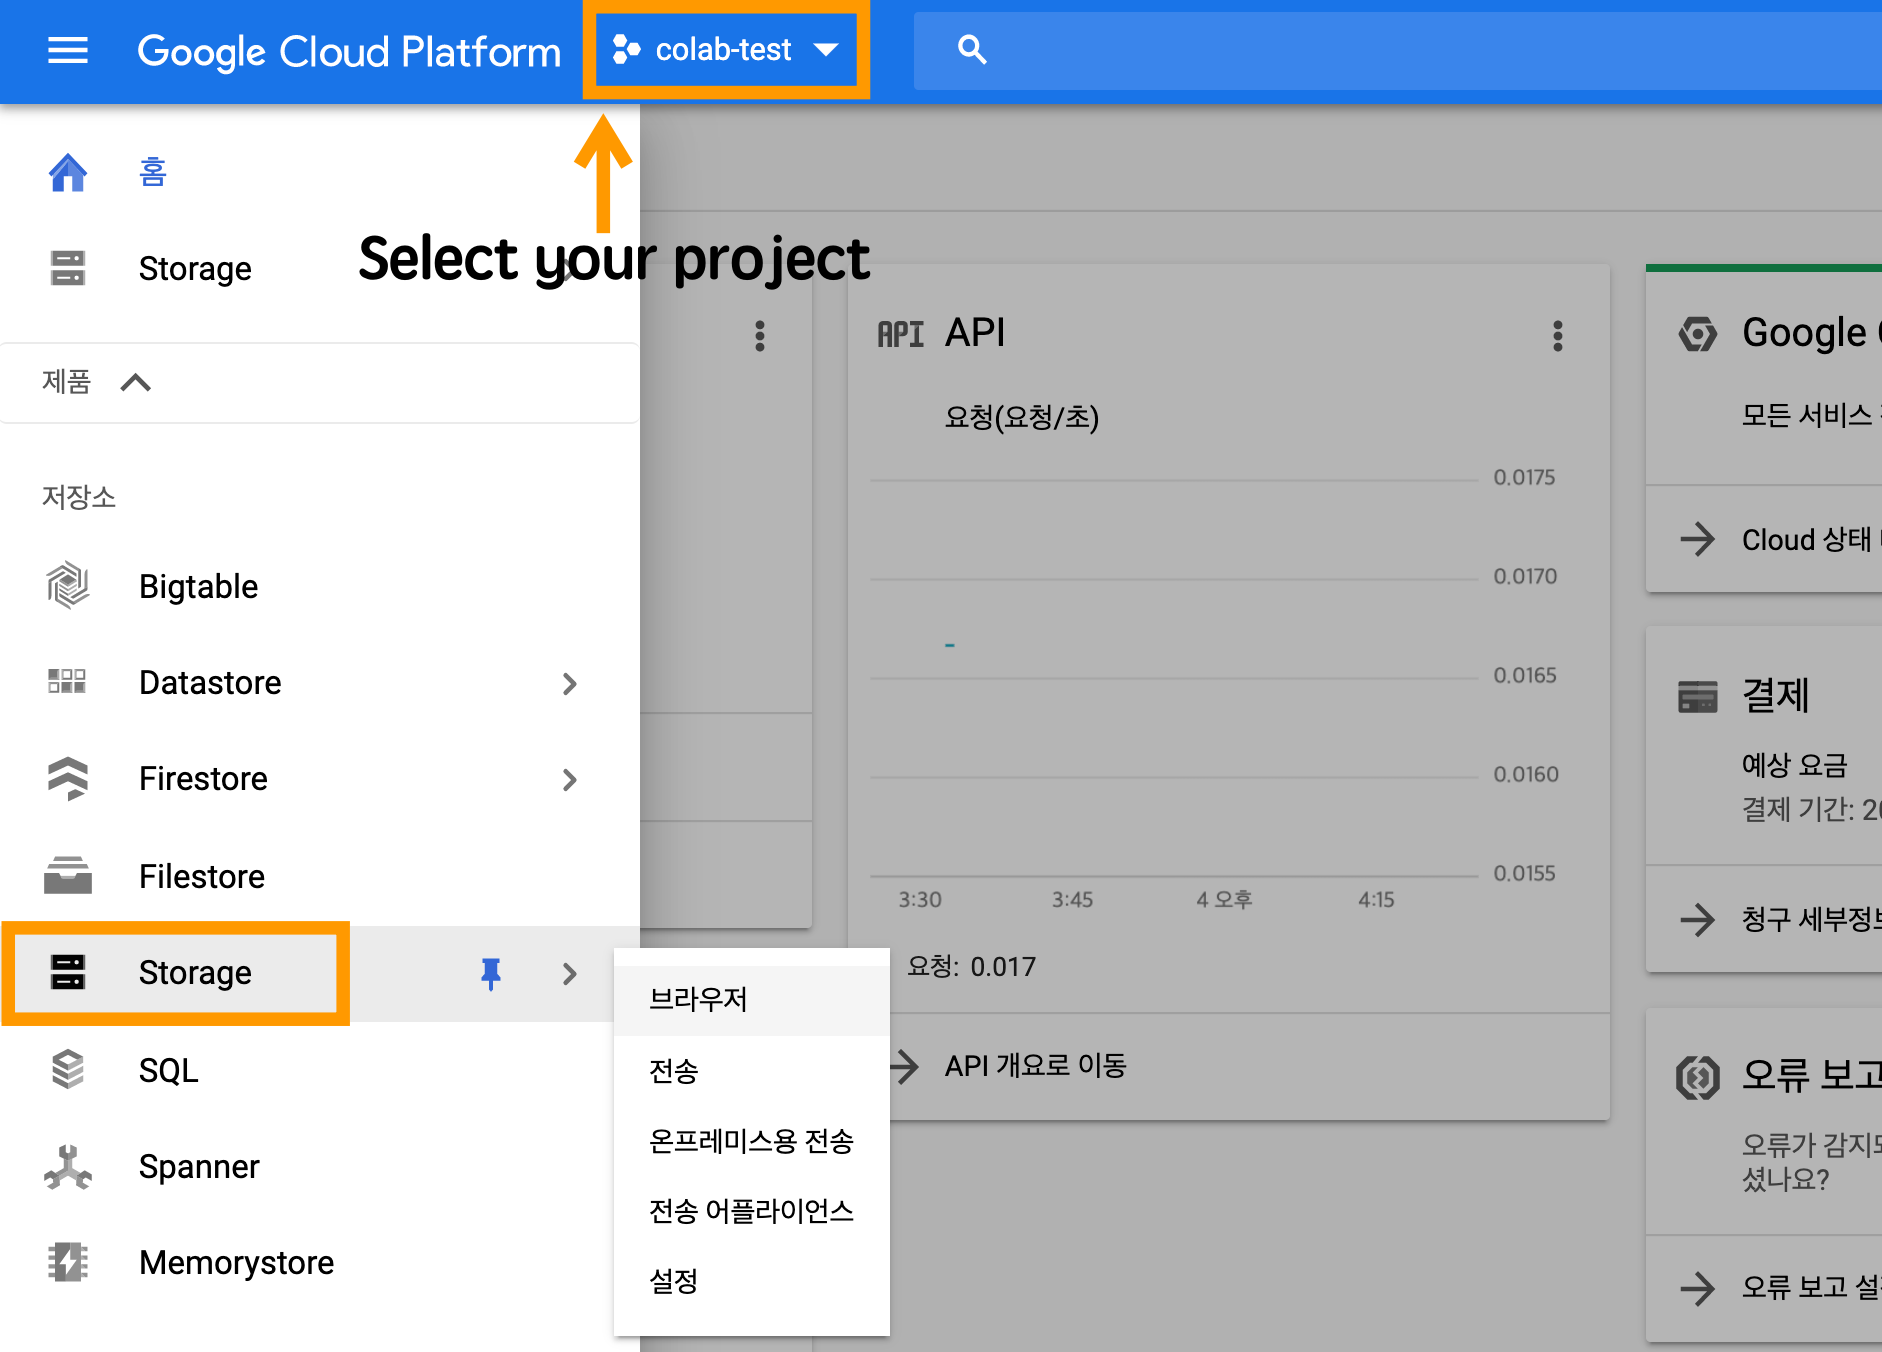 Google Cloud Platform
colab-test
Select your project
홈
Storage
제품
저장소
Bigtable
Datastore
Firestore
Filestore
Storage
SQL
Spanner
Memorystore
브라우저
전송
온프레미스용 전송
전송 어플라이언스
설정
API API
요청(요청/초)
0.0175
0.0170
0.0165
0.0160
0.0155
3:30 3:45 4 오후 4:15
요청: 0.017
API 개요로 이동
Google
모든 서비스
Cloud 상태
결제
예상 요금
결제 기간:
청구 세부정보
오류 보고
오류가 감지되
셨나요?
오류 보고 설